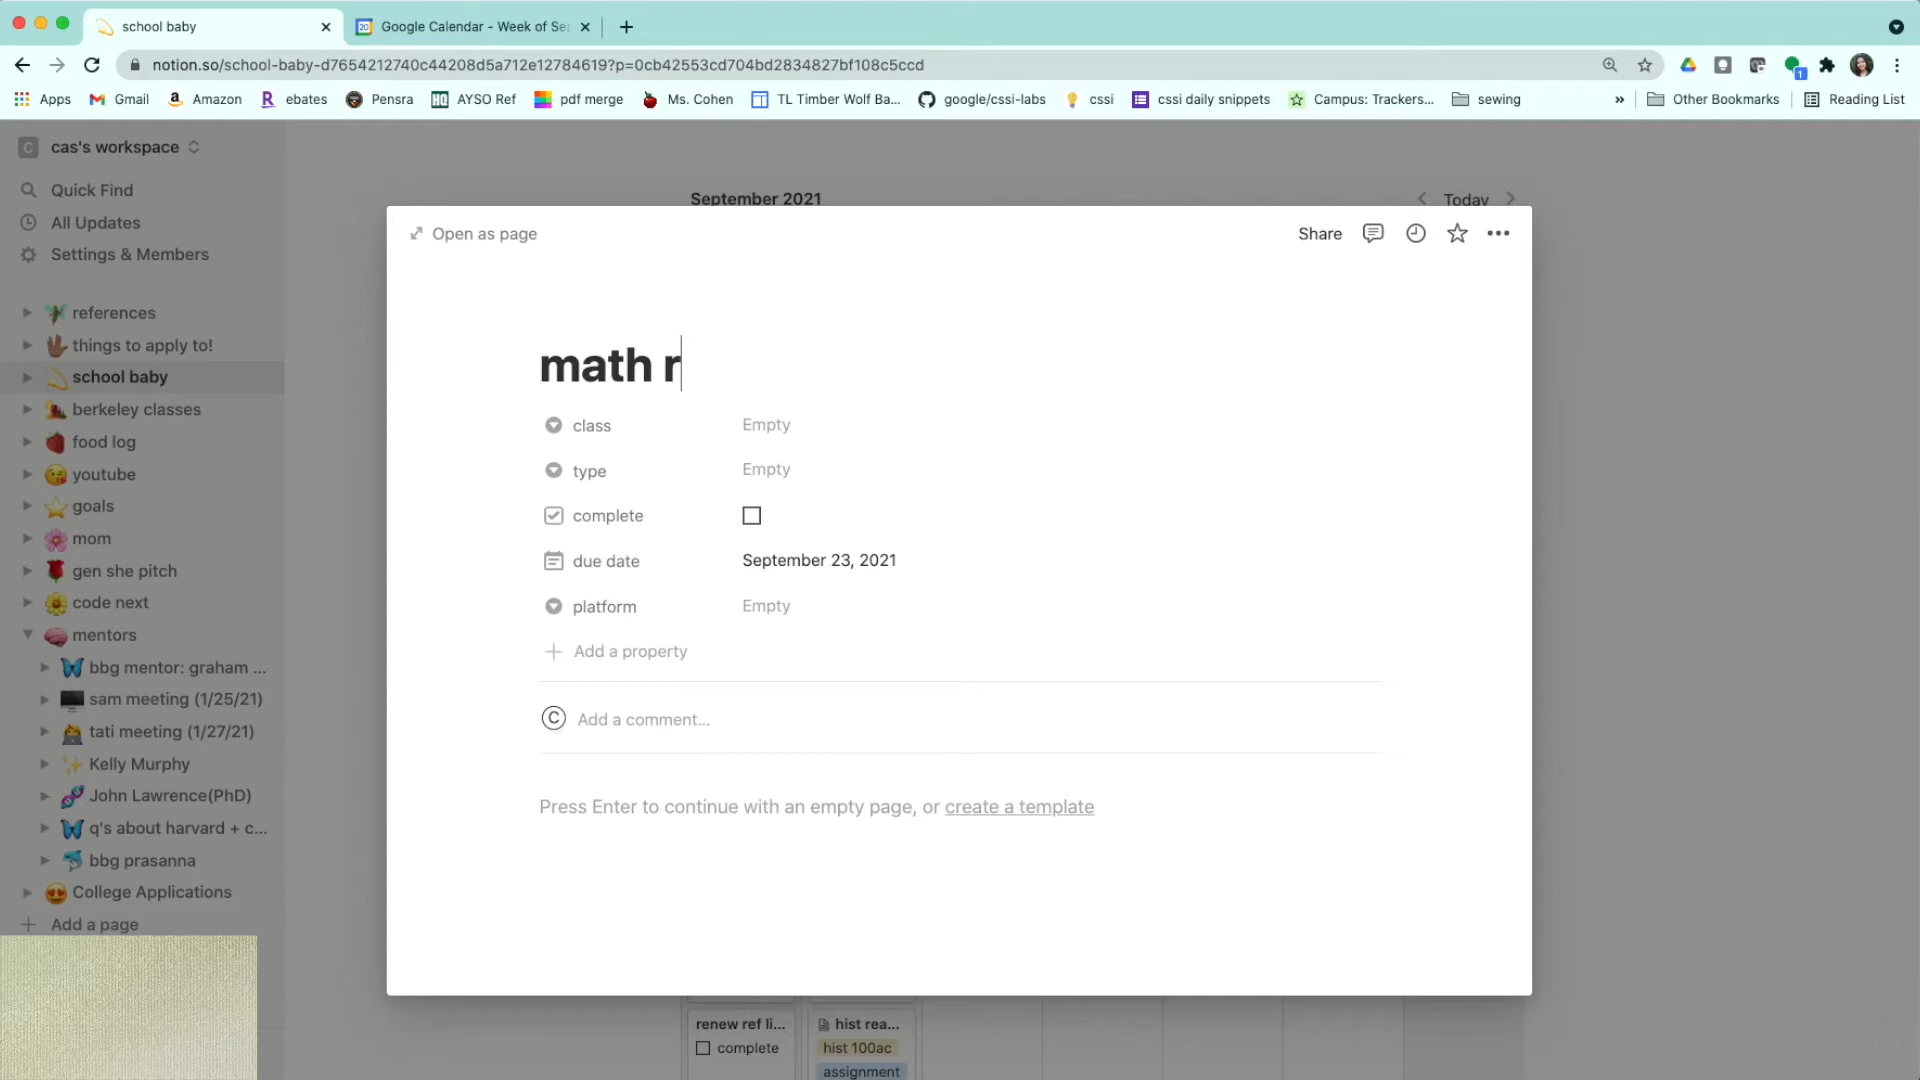 school baby
Google Calendar - Week of Se
notion.so/school-baby-d7654212740c44208d5a712e12784619?p=0cb42553cd704bd2834827bf108c5ccd
Apps
Gmail
Amazon
ebates
Pensra
AYSO Ref
pdf merge
Ms. Cohen
TL Timber Wolf Ba...
google/cssi-labs
cssi
cssi daily snippets
Campus: Trackers...
sewing
»
Other Bookmarks
Reading List
C cas's workspace
Quick Find
All Updates
Settings & Members
references
things to apply to!
school baby
berkeley classes
food log
youtube
goals
mom
gen she pitch
code next
mentors
bbg mentor: graham ...
sam meeting (1/25/21)
tati meeting (1/27/21)
Kelly Murphy
John Lawrence(PhD)
q's about harvard + c...
bbg prasanna
College Applications
Add a page
September 2021
Today
Open as page
Share
math r
class Empty
type Empty
complete
due date September 23, 2021
platform Empty
Add a property
C Add a comment...
Press Enter to continue with an empty page, or create a template
renew ref li...
complete
hist rea...
hist 100ac
assignment